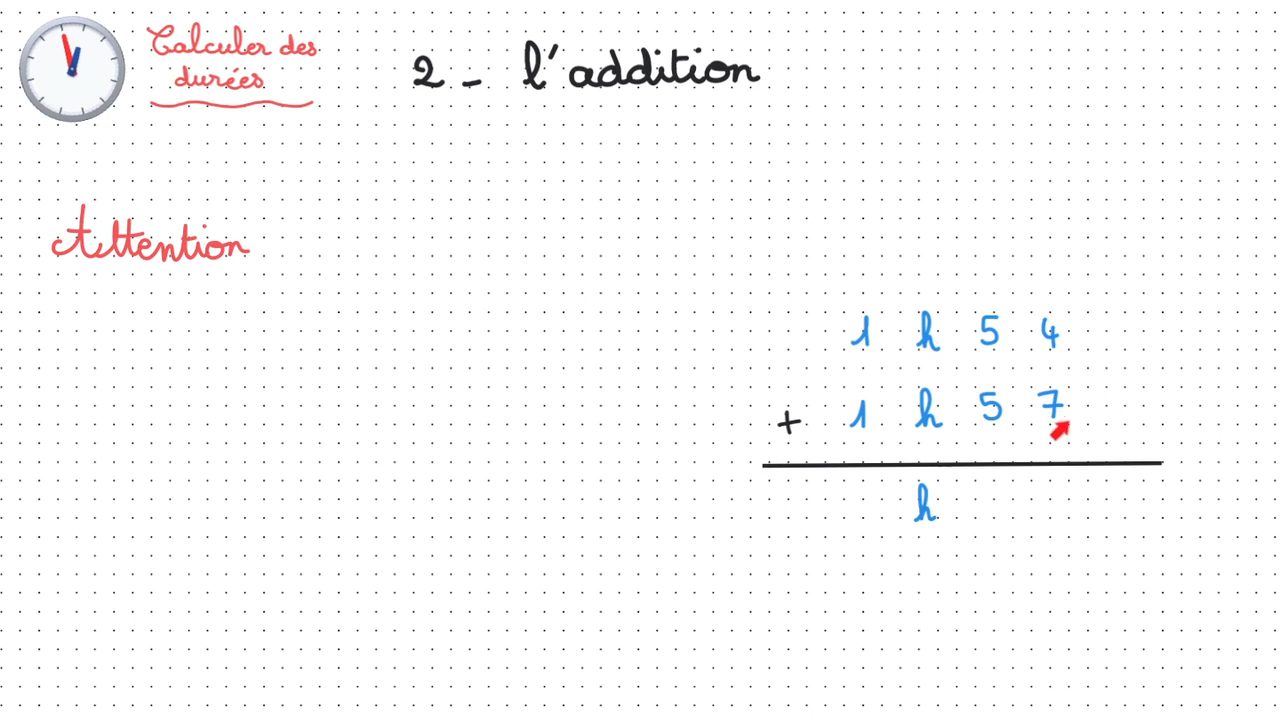 Calculer des
durées
2 - l'addition
Attention
1 h 5 4
+ 1 h 5 7
h